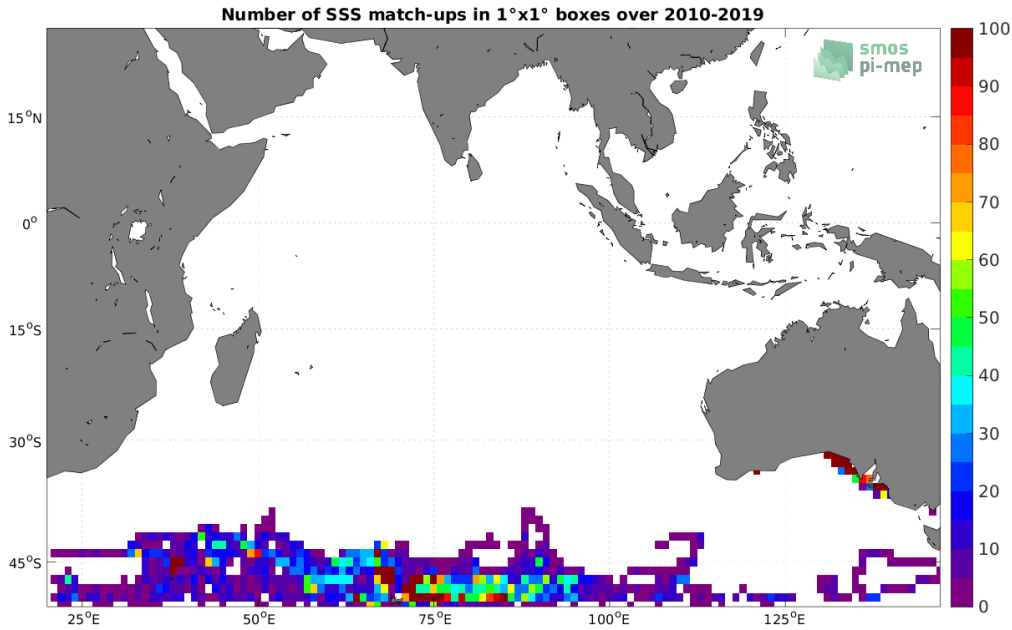 Number of SSS match-ups in 1°x1° boxes over 2010-2019
smos
pi-mep
100
90
80
70
60
50
40
30
20
10
0
15°N
0°
15°S
30°S
45°S
25°E
50°E
75°E
100°E
125°E